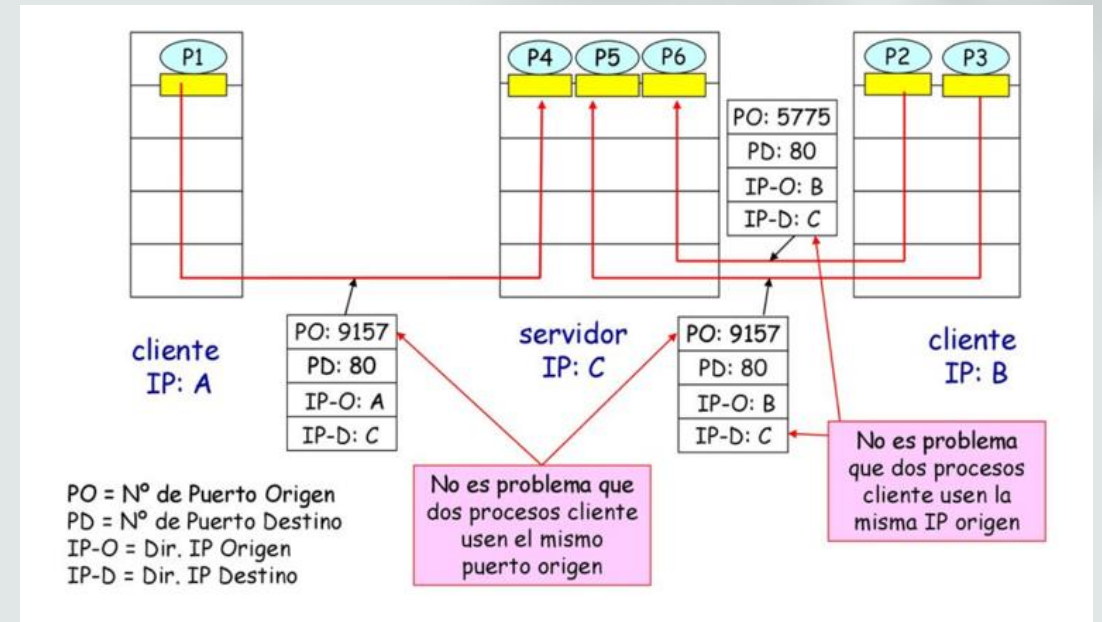 P1
P4
P5
P6
P2
P3
PO: 5775
PD: 80
IP-O: B
IP-D: C
cliente
IP: A
PO: 9157
PD: 80
IP-O: A
IP-D: C
servidor
IP: C
PO: 9157
PD: 80
IP-O: B
IP-D: C
cliente
IP: B
No es problema que
dos procesos cliente
usen el mismo
puerto origen
No es problema
que dos procesos
cliente usen la
misma IP origen
PO = Nº de Puerto Origen
PD = Nº de Puerto Destino
IP-O = Dir. IP Origen
IP-D = Dir. IP Destino